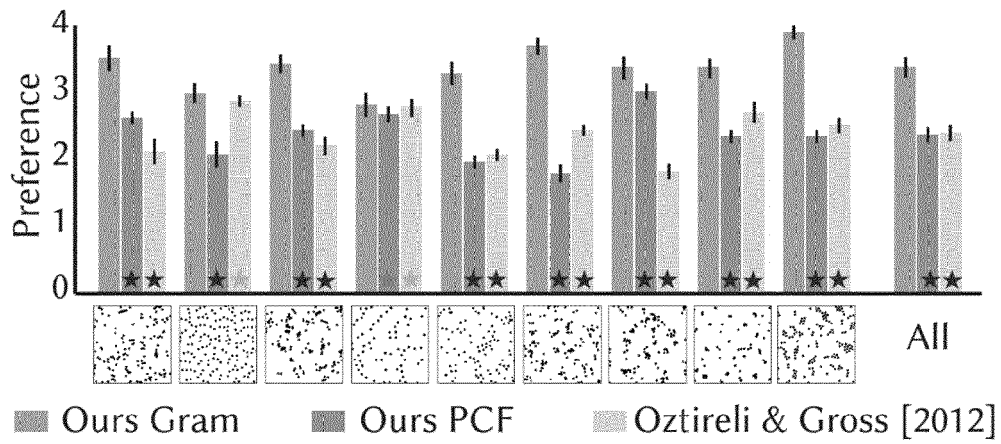 4
3
2
1
0
Preference
All
Ours Gram
Ours PCF
Oztireli & Gross [2012]